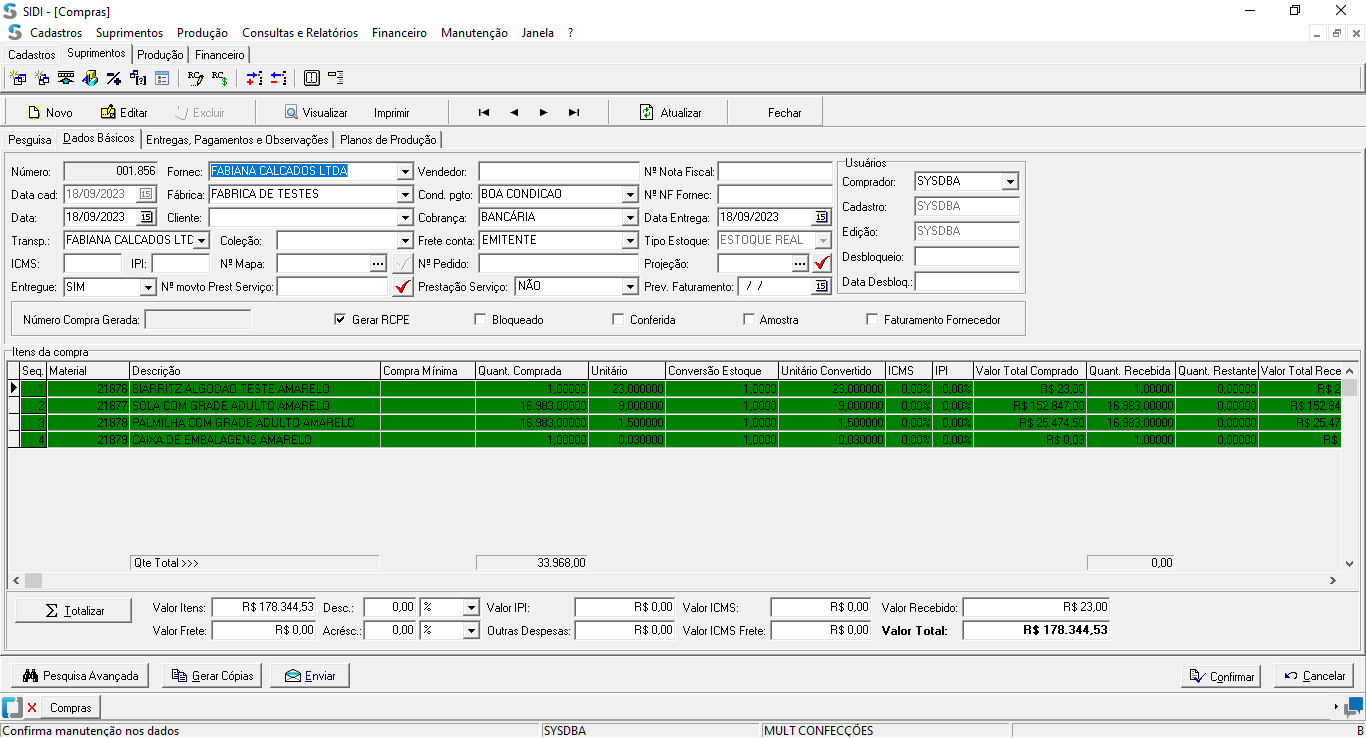 SIDI - [Compras]
Cadastros Suprimentos Produção Consultas e Relatórios Financeiro Manutenção Janela ?
Cadastros Suprimentos Produção Financeiro
Novo Editar Excluir Visualizar Imprimir Atualizar Fechar
Pesquisa Dados Básicos Entregas, Pagamentos e Observações Planos de Produção
Número: 001.856 Fornec: FABIANA CALCADOS LTDA Vendedor: Nº Nota Fiscal: Usuários
Comprador: SYSDBA
Data cad: 18/09/2023 15 Fábrica: FABRICA DE TESTES Cond. pgto: BOA CONDICAO Nº NF Fornec:
Cadastro: SYSDBA
Data: 18/09/2023 15 Cliente: Cobrança: BANCÁRIA Data Entrega: 18/09/2023 15
Edição: SYSDBA
Transp.: FABIANA CALCADOS LTC Coleção: Frete conta: EMITENTE Tipo Estoque: ESTOQUE REAL
Desbloqueio:
ICMS: IPI: Nº Mapa: ... Nº Pedido: Projeção: ...
Data Desbloq.:
Entregue: SIM Nº movto Prest Serviço: Prestação Serviço: NÃO Prev. Faturamento: / / 15
Número Compra Gerada: Gerar RCPE Bloqueado Conferida Amostra Faturamento Fornecedor
Itens da compra
Seq. Material Descrição Compra Mínima Quant. Comprada Unitário Conversão Estoque Unitário Convertido ICMS IPI Valor Total Comprado Quant. Recebida Quant. Restante Valor Total Rece
1 21876 BIARRITZ ALGODAO TESTE AMARELO 1,00000 23,000000 1,0000 23,000000 0,00% 0,00% R$ 23,00 1,00000 0,00000 R$ 2
2 21877 SOLA COM GRADE ADULTO AMARELO 16.983,00000 9,000000 1,0000 9,000000 0,00% 0,00% R$ 152.847,00 16.983,00000 0,00000 R$ 152.84
3 21878 PALMILHA COM GRADE ADULTO AMARELO 16.983,00000 1,500000 1,0000 1,500000 0,00% 0,00% R$ 25.474,50 16.983,00000 0,00000 R$ 25.47
4 21879 CAIXA DE EMBALAGENS AMARELO 1,00000 0,030000 1,0000 0,030000 0,00% 0,00% R$ 0,03 1,00000 0,00000 R$
Qte Total >>> 33.968,00 0,00
Σ Totalizar Valor Itens: R$ 178.344,53 Desc.: 0,00 % Valor IPI: R$ 0,00 Valor ICMS: R$ 0,00 Valor Recebido: R$ 23,00
Valor Frete: R$ 0,00 Acrésc.: 0,00 % Outras Despesas: R$ 0,00 Valor ICMS Frete: R$ 0,00 Valor Total: R$ 178.344,53
Pesquisa Avançada Gerar Cópias Enviar Confirmar Cancelar
Compras
Confirma manutenção nos dados SYSDBA MULT CONFECÇÕES B